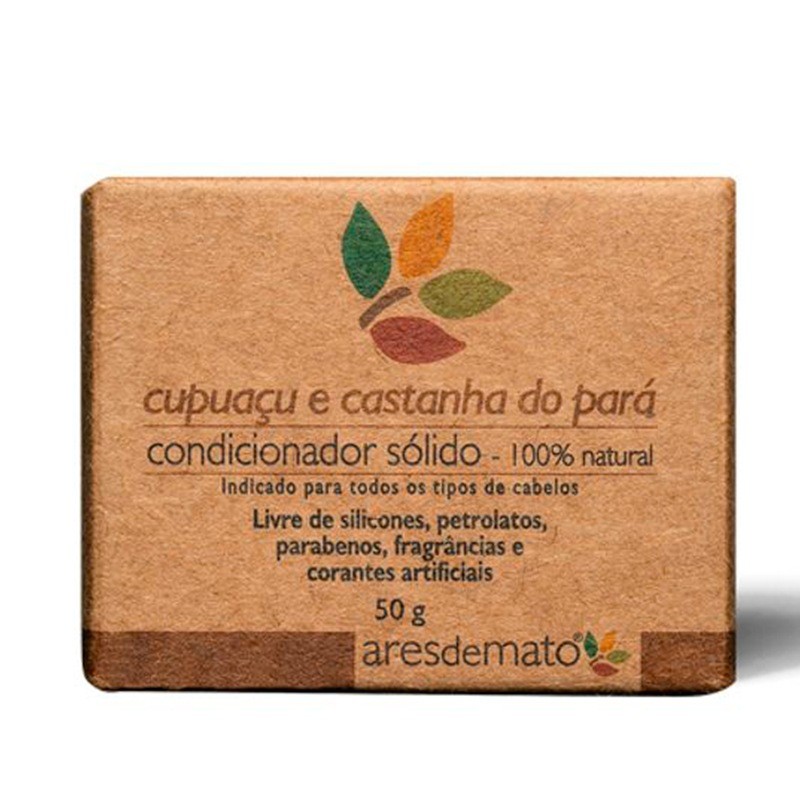 cupuaçu e castanha do pará
condicionador sólido - 100% natural
Indicado para todos os tipos de cabelos
Livre de silicones, petrolatos,
parabenos, fragrâncias e
corantes artificiais
50 g
aresdemato®